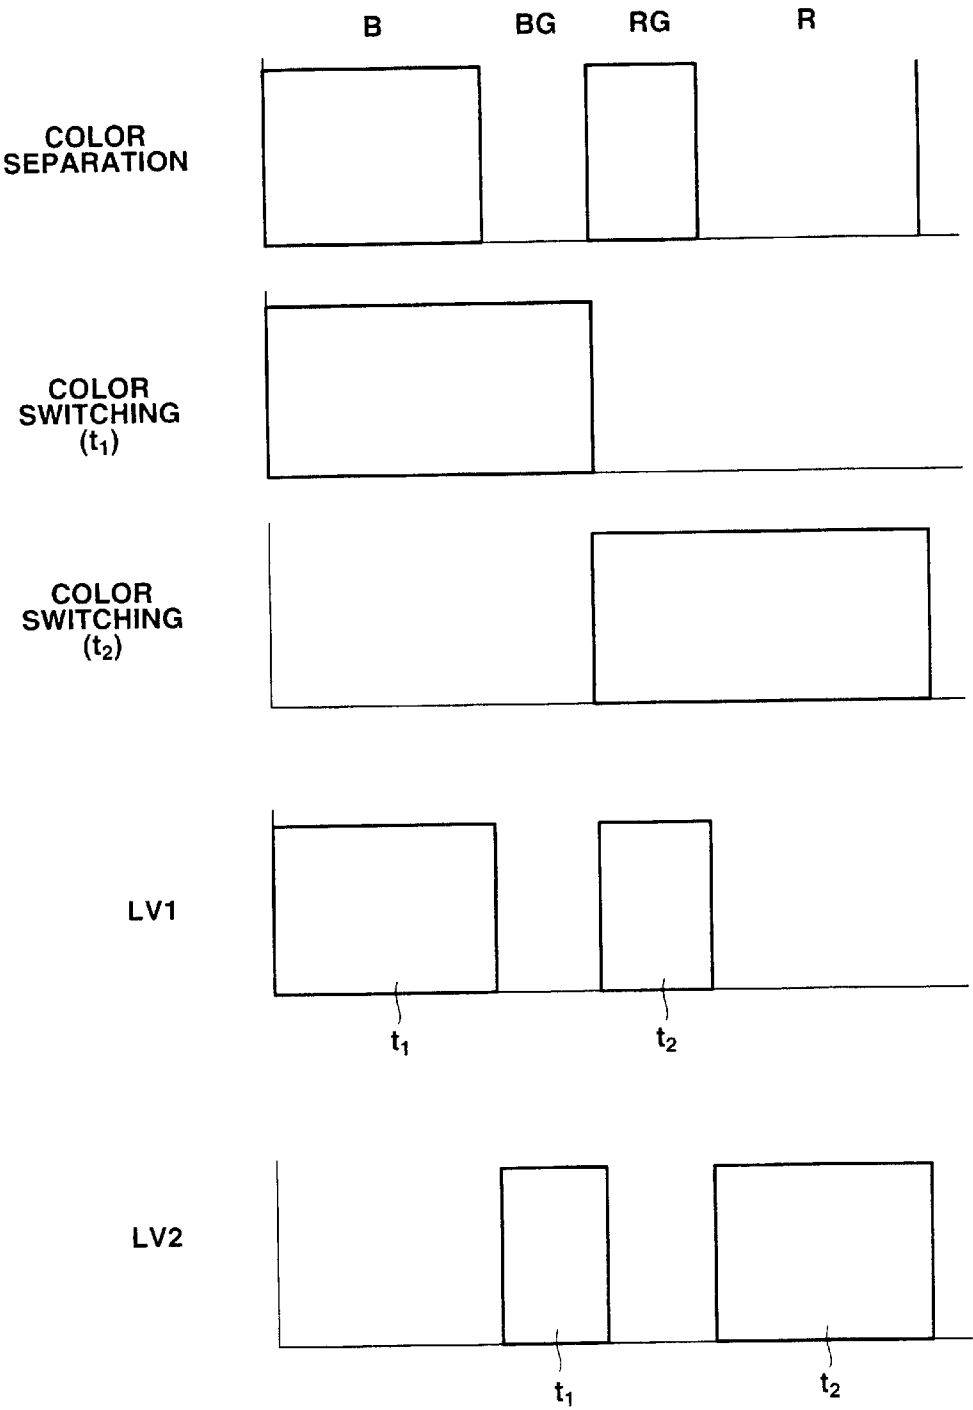 B BG RG R
COLOR
SEPARATION
COLOR
SWITCHING
(t₁)
COLOR
SWITCHING
(t₂)
LV1
t₁ t₂
LV2
t₁ t₂